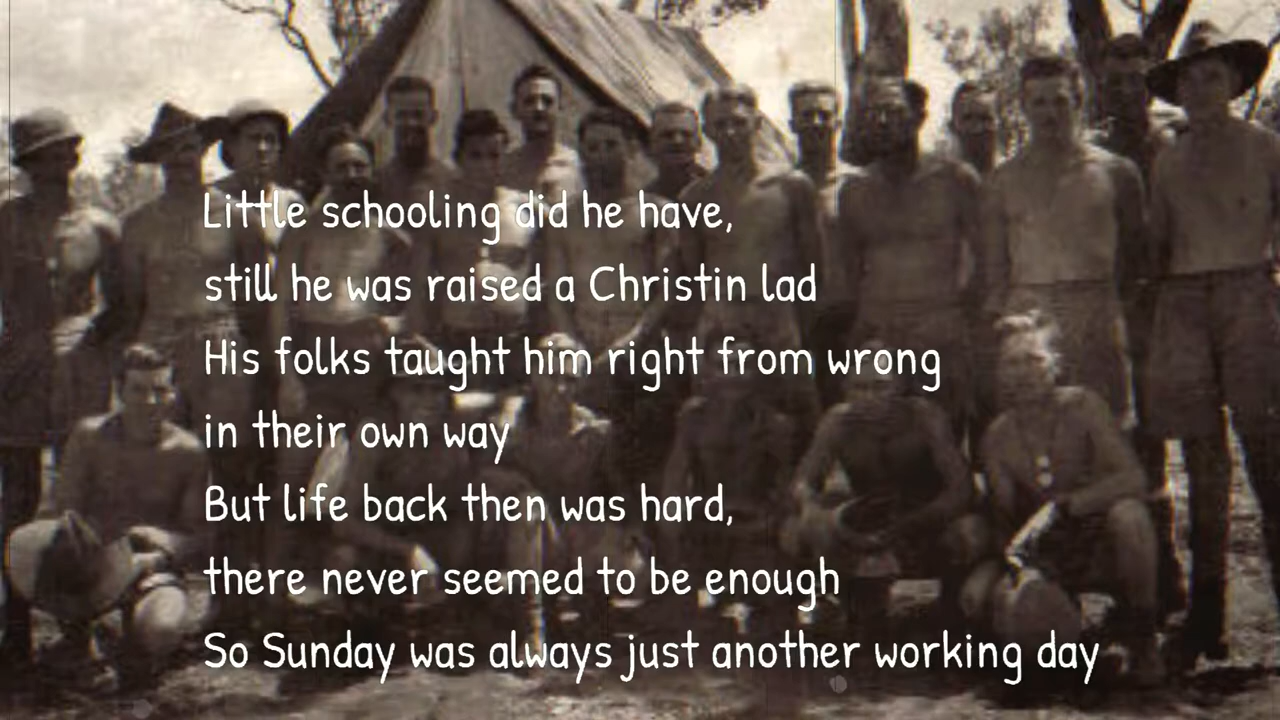 Little schooling did he have,
still he was raised a Christin lad
His folks taught him right from wrong
in their own way
But life back then was hard,
there never seemed to be enough
So Sunday was always just another working day